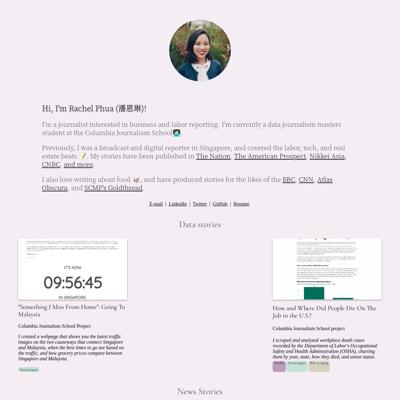 Hi, I'm Rachel Phua (潘恩琳)!
I'm a journalist interested in business and labor reporting. I'm currently a data journalism masters
student at the Columbia Journalism School
Previously, I was a broadcast and digital reporter in Singapore, and covered the labor, tech, and real
estate beats 📝. My stories have been published in The Nation, The American Prospect, Nikkei Asia,
CNBC, and more.
I also love writing about food 🥡, and have produced stories for the likes of the BBC, CNN, Atlas
Obscura, and SCMP's Goldthread.
E-mail | LinkedIn | Twitter | GitHub | Resume
Data stories
IT'S NOW
09:56:45
IN SINGAPORE
"Something I Miss From Home": Going To
Malaysia
Columbia Journalism School Project
I created a webpage that shows you the latest traffic
images on the two causeways that connect Singapore
and Malaysia, when the best times to go are based on
the traffic, and how grocery prices compare between
Singapore and Malaysia.
How and Where Did People Die On The
Job in the U.S.?
Columbia Journalism School project
I scraped and analyzed workplace death cases
recorded by the Department of Labor's Occupational
Safety and Health Administration (OSHA), charting
them by year, state, how they died, and union status.
News Stories